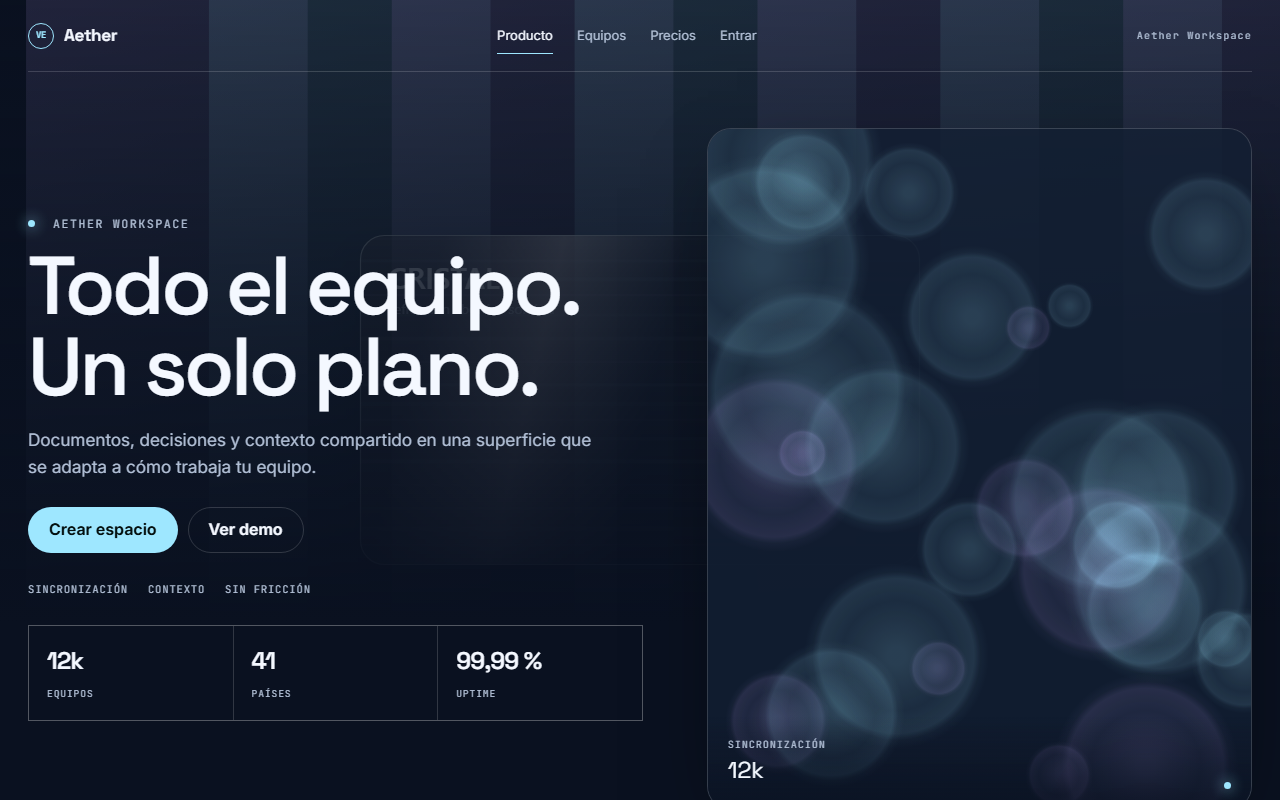 VE
Aether
Producto
Equipos
Precios
Entrar
Aether Workspace
AETHER WORKSPACE
CRISTAL
Todo el equipo.
Un solo plano.
Documentos, decisiones y contexto compartido en una superficie que
se adapta a cómo trabaja tu equipo.
Crear espacio
Ver demo
SINCRONIZACIÓN
CONTEXTO
SIN FRICCIÓN
12k
41
99,99 %
EQUIPOS
PAÍSES
UPTIME
SINCRONIZACIÓN
12k